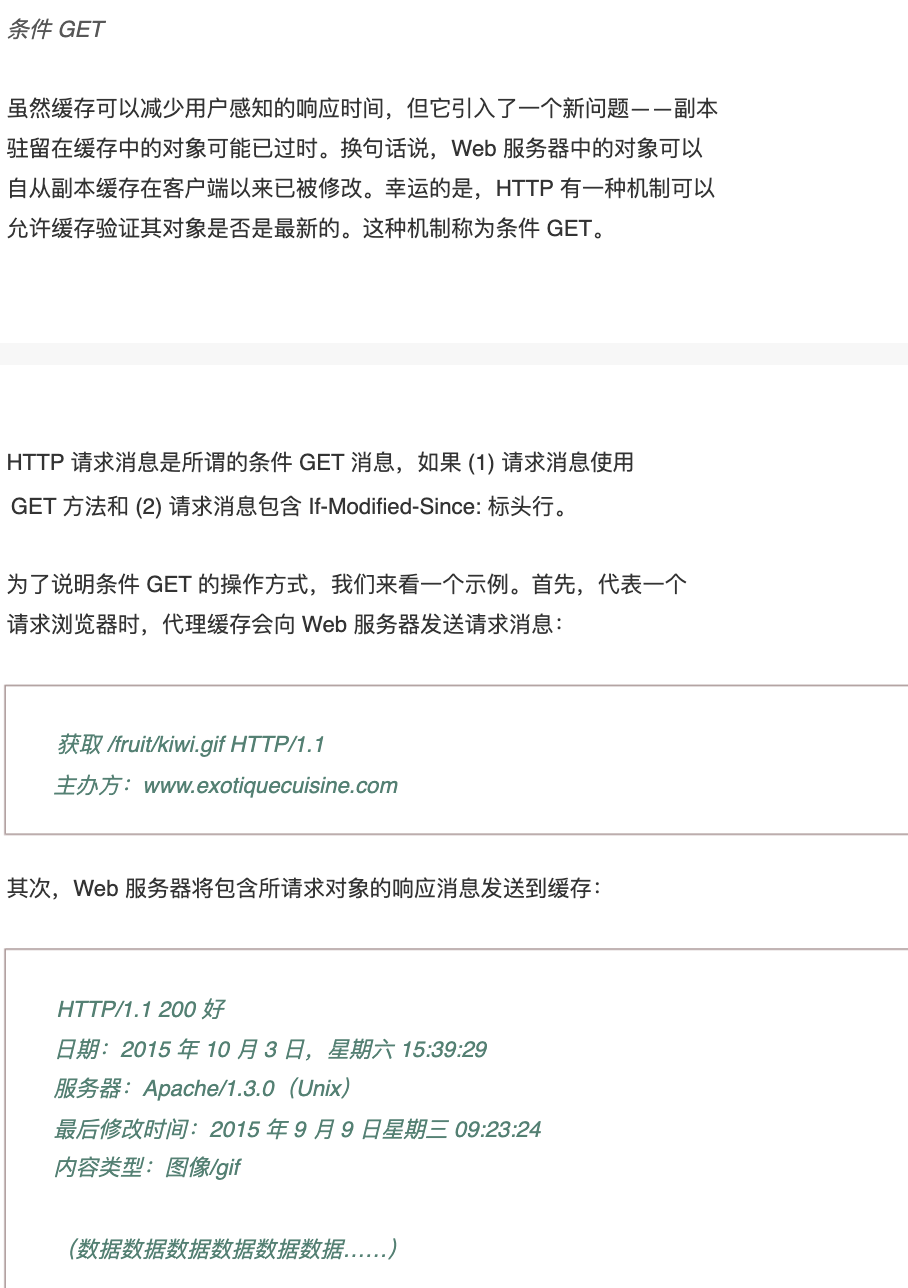 条件 GET
虽然缓存可以减少用户感知的响应时间，但它引入了一个新问题——副本
驻留在缓存中的对象可能已过时。换句话说，Web 服务器中的对象可以
自从副本缓存在客户端以来已被修改。幸运的是，HTTP 有一种机制可以
允许缓存验证其对象是否是最新的。这种机制称为条件 GET。
HTTP 请求消息是所谓的条件 GET 消息，如果 (1) 请求消息使用
GET 方法和 (2) 请求消息包含 If-Modified-Since: 标头行。
为了说明条件 GET 的操作方式，我们来看一个示例。首先，代表一个
请求浏览器时，代理缓存会向 Web 服务器发送请求消息：
获取 /fruit/kiwi.gif HTTP/1.1
主办方：www.exotiquecuisine.com
其次，Web 服务器将包含所请求对象的响应消息发送到缓存：
HTTP/1.1 200 好
日期：2015 年 10 月 3 日，星期六 15:39:29
服务器：Apache/1.3.0（Unix）
最后修改时间：2015 年 9 月 9 日星期三 09:23:24
内容类型：图像/gif
（数据数据数据数据数据数据……）